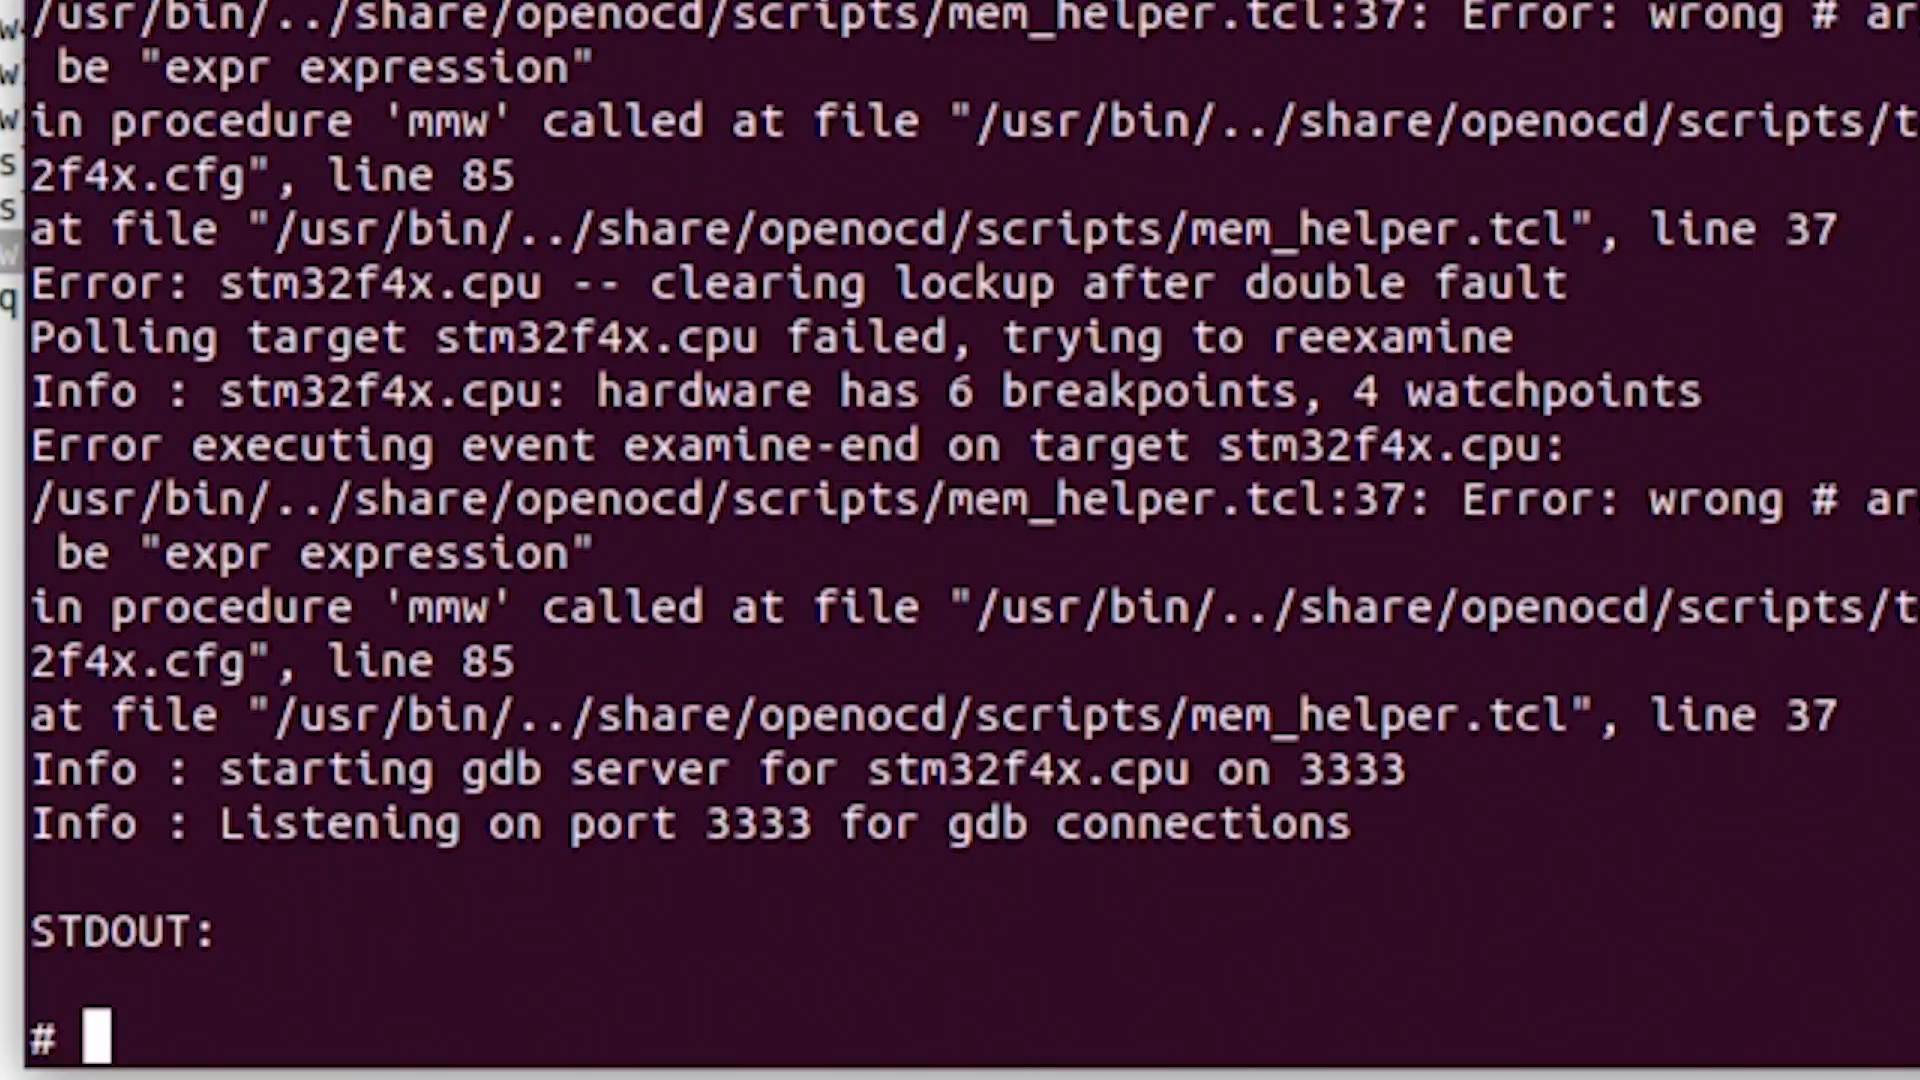 /usr/bin/../share/openocd/scripts/mem_helper.tcl:37: Error: wrong # ar
be "expr expression"
in procedure 'mmw' called at file "/usr/bin/../share/openocd/scripts/t
2f4x.cfg", line 85
at file "/usr/bin/../share/openocd/scripts/mem_helper.tcl", line 37
Error: stm32f4x.cpu -- clearing lockup after double fault
Polling target stm32f4x.cpu failed, trying to reexamine
Info : stm32f4x.cpu: hardware has 6 breakpoints, 4 watchpoints
Error executing event examine-end on target stm32f4x.cpu:
/usr/bin/../share/openocd/scripts/mem_helper.tcl:37: Error: wrong # ar
be "expr expression"
in procedure 'mmw' called at file "/usr/bin/../share/openocd/scripts/t
2f4x.cfg", line 85
at file "/usr/bin/../share/openocd/scripts/mem_helper.tcl", line 37
Info : starting gdb server for stm32f4x.cpu on 3333
Info : Listening on port 3333 for gdb connections
STDOUT:
#